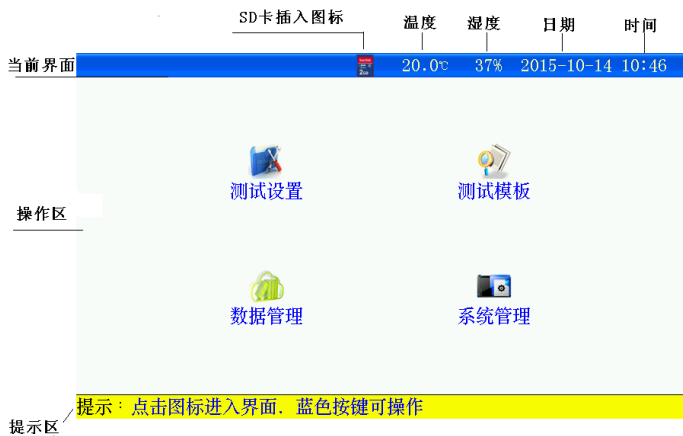 SD卡插入图标 温度 湿度 日期 时间
当前界面 20.0℃ 37% 2015-10-14 10:46
测试设置 测试模板
操作区
数据管理 系统管理
提示：点击图标进入界面．蓝色按键可操作
提示区